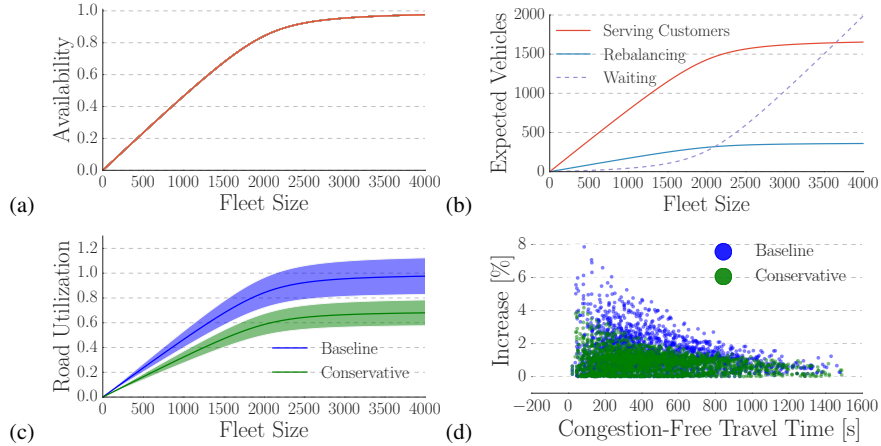 1.0
0.8
0.6
0.4
0.2
0.0
Availability
0 500 1000 1500 2000 2500 3000 3500 4000
Fleet Size
(a)
2000
1500
1000
500
0
Expected Vehicles
Serving Customers
Rebalancing
Waiting
0 500 1000 1500 2000 2500 3000 3500 4000
Fleet Size
(b)
1.2
1.0
0.8
0.6
0.4
0.2
0.0
Road Utilization
Baseline
Conservative
0 500 1000 1500 2000 2500 3000 3500 4000
Fleet Size
(c)
8
6
4
2
0
Increase [%]
Baseline
Conservative
−200 0 200 400 600 800 1000 1200 1400 1600
Congestion-Free Travel Time [s]
(d)